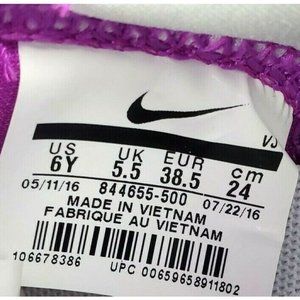 VJ
US UK EUR cm
6Y 5.5 38.5 24
05/11/16 844655-500 07/22/16
MADE IN VIETNAM
FABRIQUE AU VIETNAM
106678386
UPC 00659658911802